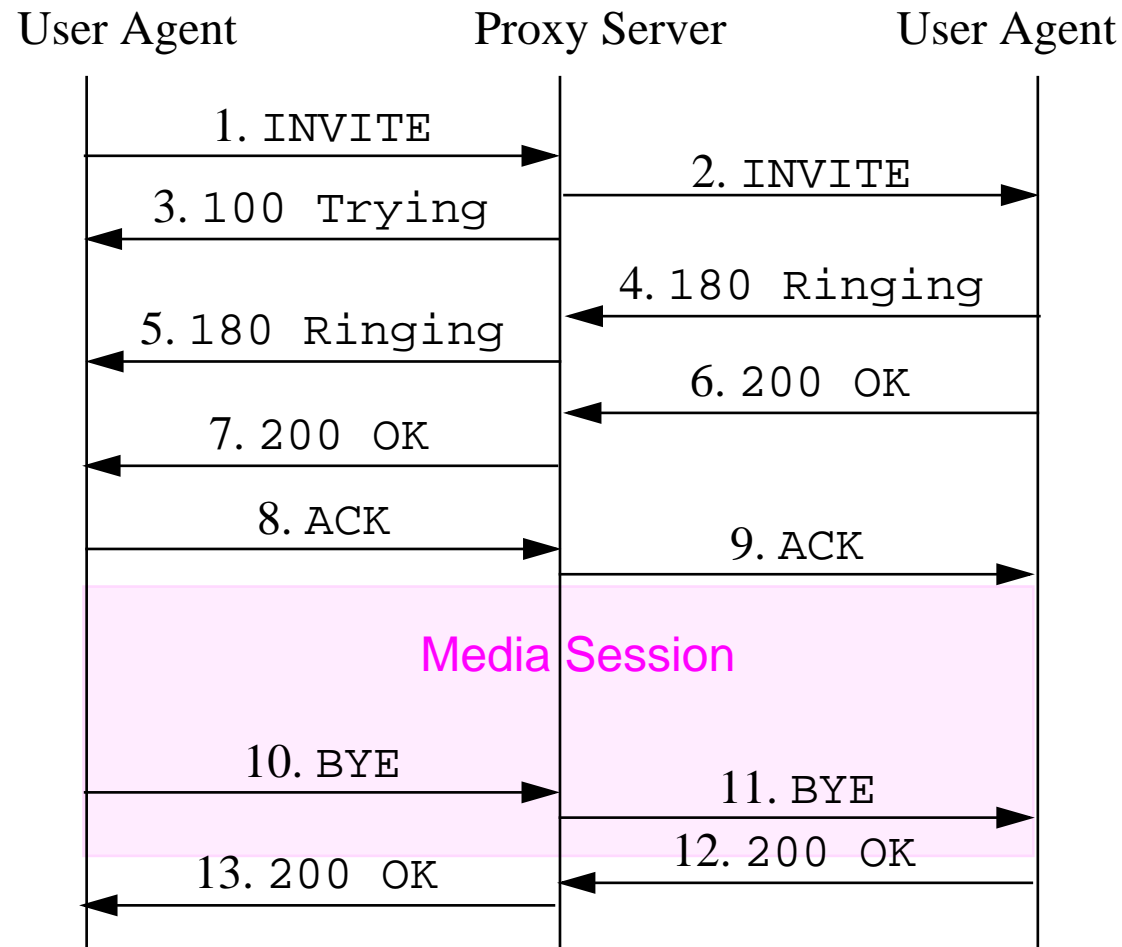 User Agent Proxy Server User Agent
1. INVITE
2. INVITE
3. 100 Trying
4. 180 Ringing
5. 180 Ringing
6. 200 OK
7. 200 OK
8. ACK
9. ACK
Media Session
10. BYE
11. BYE
12. 200 OK
13. 200 OK